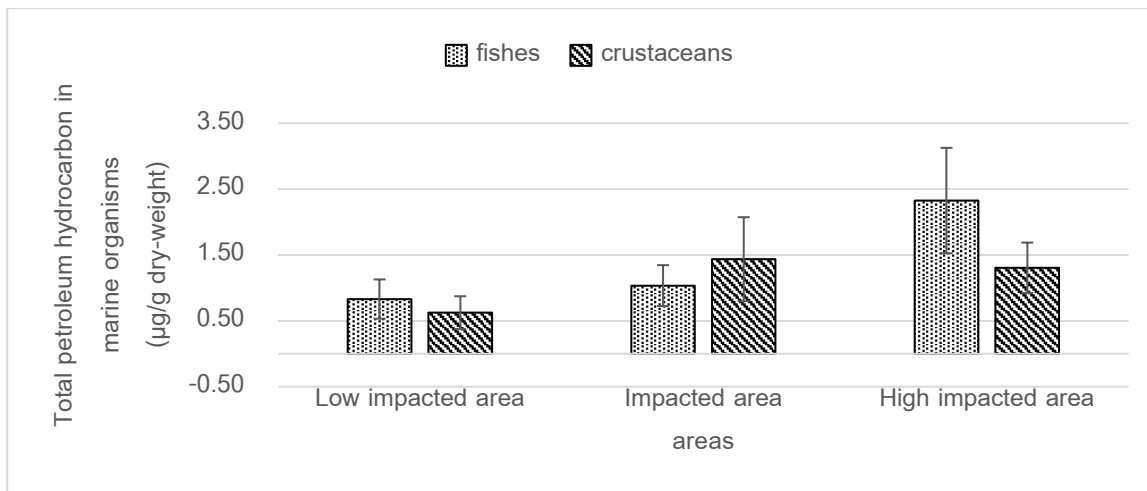 fishes crustaceans
Total petroleum hydrocarbon in
marine organisms
(µg/g dry-weight)
3.50
2.50
1.50
0.50
-0.50
Low impacted area Impacted area High impacted area
areas